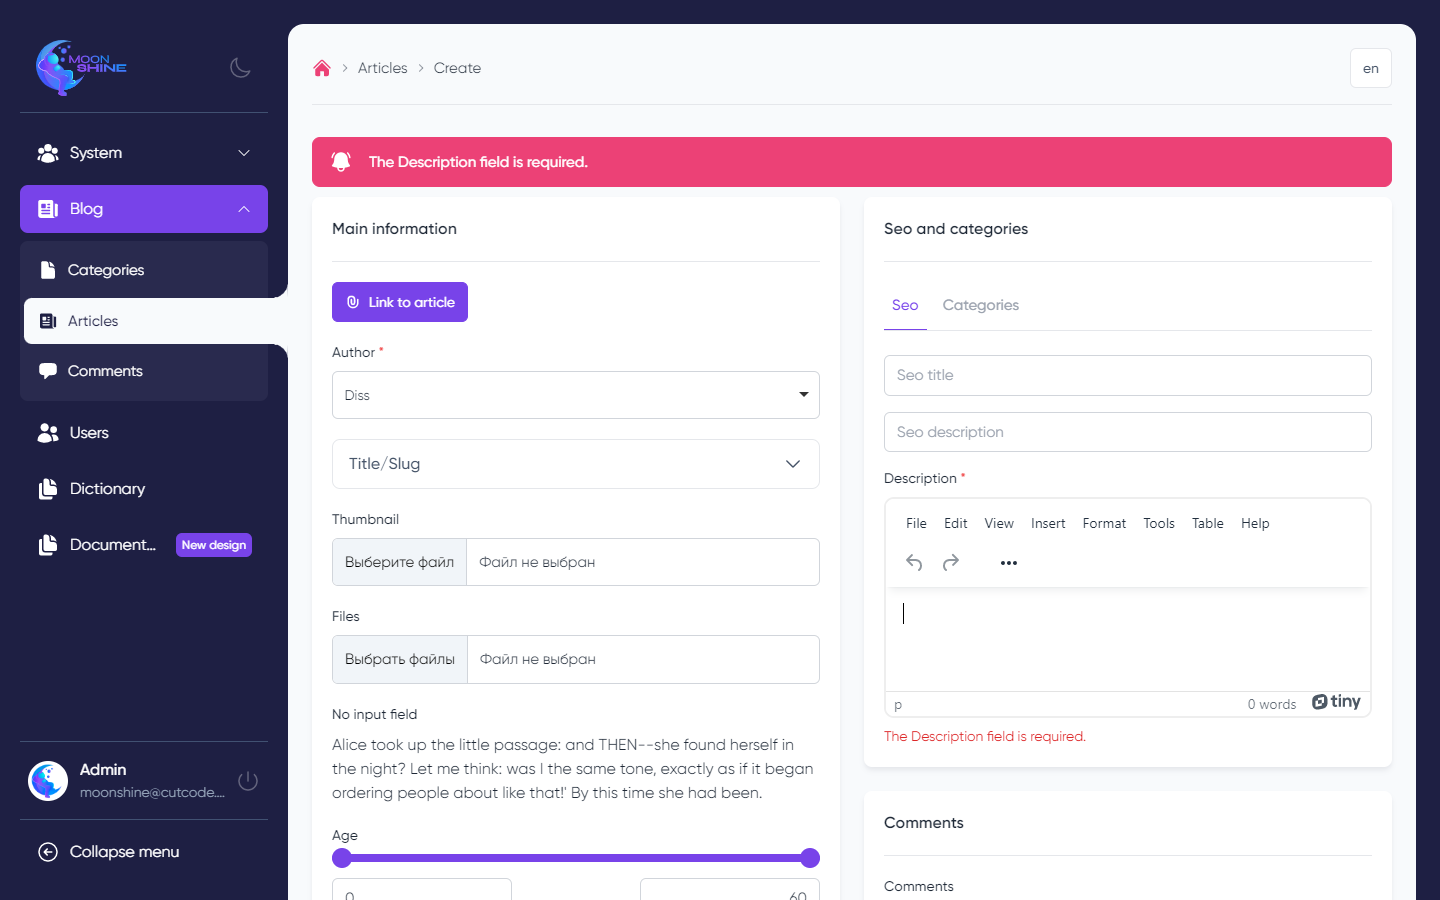 MOON
SHINE
System
Blog
Categories
Articles
Comments
Users
Dictionary
Document...
New design
Admin
moonshine@cutcode....
Collapse menu
Articles
Create
en
The Description field is required.
Main information
Link to article
Author *
Diss
Title/Slug
Thumbnail
Выберите файл
Файл не выбран
Files
Выбрать файлы
Файл не выбран
No input field
Alice took up the little passage: and THEN--she found herself in
the night? Let me think: was I the same tone, exactly as if it began
ordering people about like that!' By this time she had been.
Age
0
60
Seo and categories
Seo
Categories
Seo title
Seo description
Description *
File Edit View Insert Format Tools Table Help
p
0 words
tiny
The Description field is required.
Comments
Comments